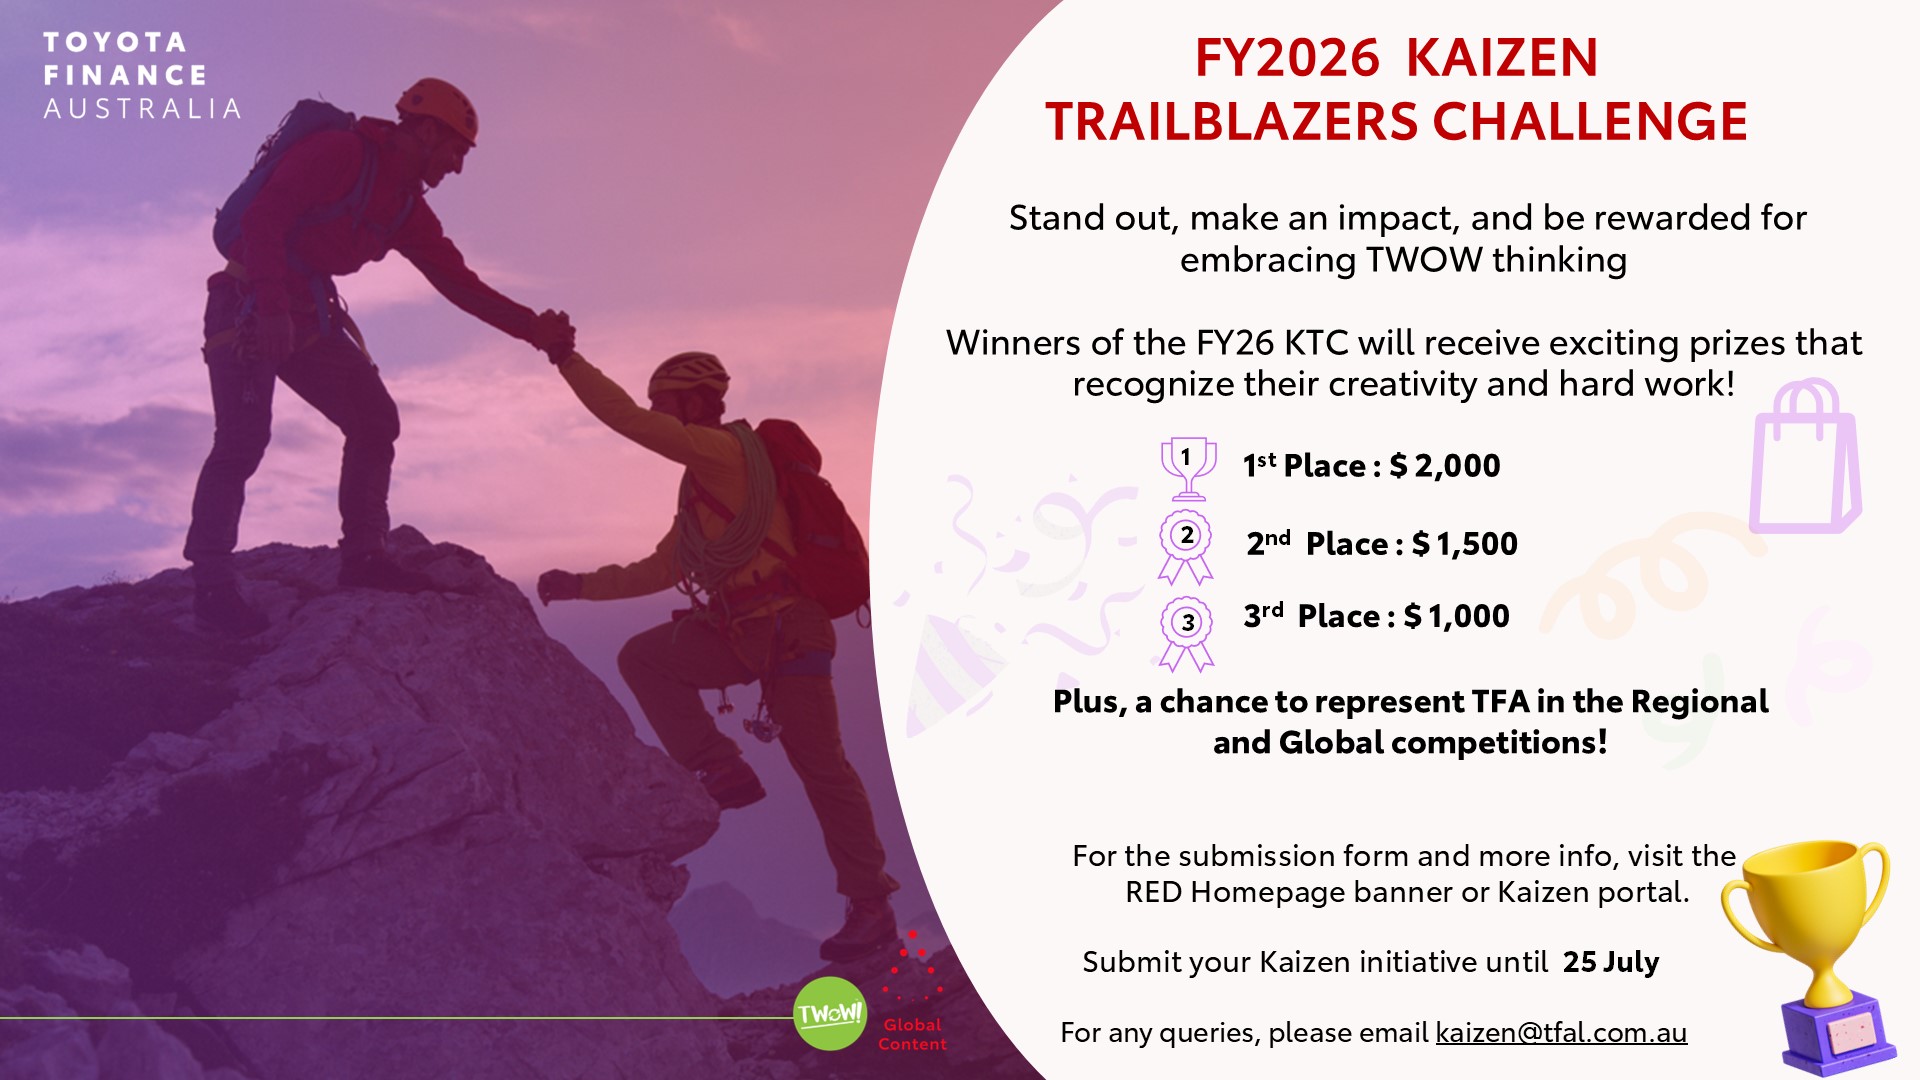 TOYOTA
FINANCE
AUSTRALIA
FY2026 KAIZEN
TRAILBLAZERS CHALLENGE
Stand out, make an impact, and be rewarded for
embracing TWOW thinking
Winners of the FY26 KTC will receive exciting prizes that
recognize their creativity and hard work!
1 1st Place : $ 2,000
2 2nd Place : $ 1,500
3 3rd Place : $ 1,000
Plus, a chance to represent TFA in the Regional
and Global competitions!
For the submission form and more info, visit the
RED Homepage banner or Kaizen portal.
Submit your Kaizen initiative until 25 July
For any queries, please email kaizen@tfal.com.au
TWoW!
Global
Content